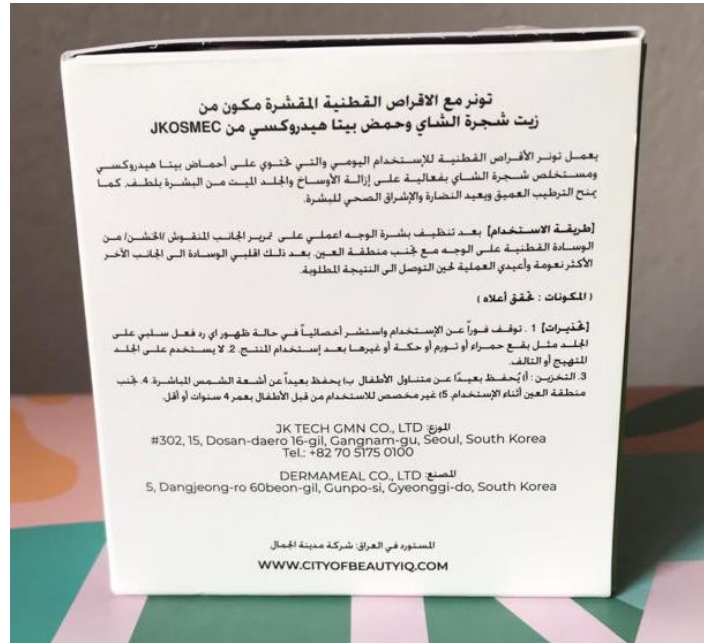 تونر مع الاقراص القطنية المقشرة مكون من
زيت شجرة الشاي وحمض بيتا هيدروكسي من JKOSMEC
يعمل تونر الأقراص القطنية للإستخدام اليومي والتي تحتوي على أحماض بيتا هيدروكسي
ومستخلص شجرة الشاي بفعالية على إزالة الأوساخ والجلد الميت من البشرة بلطف. كما
يمنح الترطيب العميق ويعيد النضارة والإشراق الصحي للبشرة.
[طريقة الاستخدام] بعد تنظيف بشرة الوجه اعملي على تمرير الجانب المنقوش /الخشن/ من
الوسادة القطنية على الوجه مع تجنب منطقة العين. بعد ذلك اقلبي الوسادة الى الجانب الآخر
الأكثر نعومة وأعيدي العملية لحين التوصل الى النتيجة المطلوبة.
( المكونات : تحقق أعلاه )
[تحذيرات] 1 . توقف فوراً عن الإستخدام واستشر أخصائياً في حالة ظهور اي رد فعل سلبي على
الجلد مثل بقع حمراء أو تورم أو حكة أو غيرها بعد إستخدام المنتج. 2. لا يستخدم على الجلد
المتهيج أو التالف.
3. التخزين : أ) يُحفظ بعيدًا عن متناول الأطفال ب) يحفظ بعيداً عن أشعة الشمس المباشرة. 4. تجنب
منطقة العين أثناء الإستخدام. 5) غير مخصص للاستخدام من قبل الأطفال بعمر 4 سنوات أو أقل.
الموزع: JK TECH GMN CO., LTD
#302, 15, Dosan-daero 16-gil, Gangnam-gu, Seoul, South Korea
Tel.: +82 70 5175 0100
المصنع: DERMAMEAL CO., LTD
5, Dangjeong-ro 60beon-gil, Gunpo-si, Gyeonggi-do, South Korea
المستورد في العراق: شركة مدينة الجمال
WWW.CITYOFBEAUTYIQ.COM